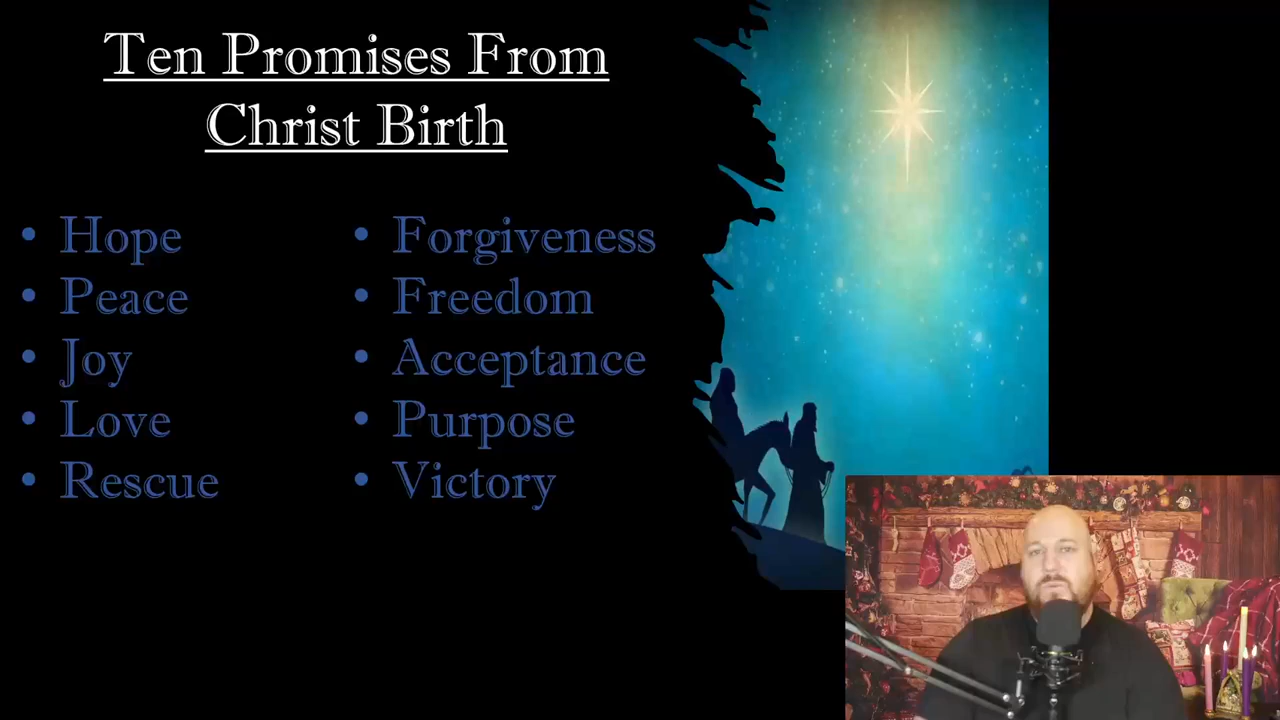 Ten Promises From
Christ Birth
• Hope
• Peace
• Joy
• Love
• Rescue
• Forgiveness
• Freedom
• Acceptance
• Purpose
• Victory